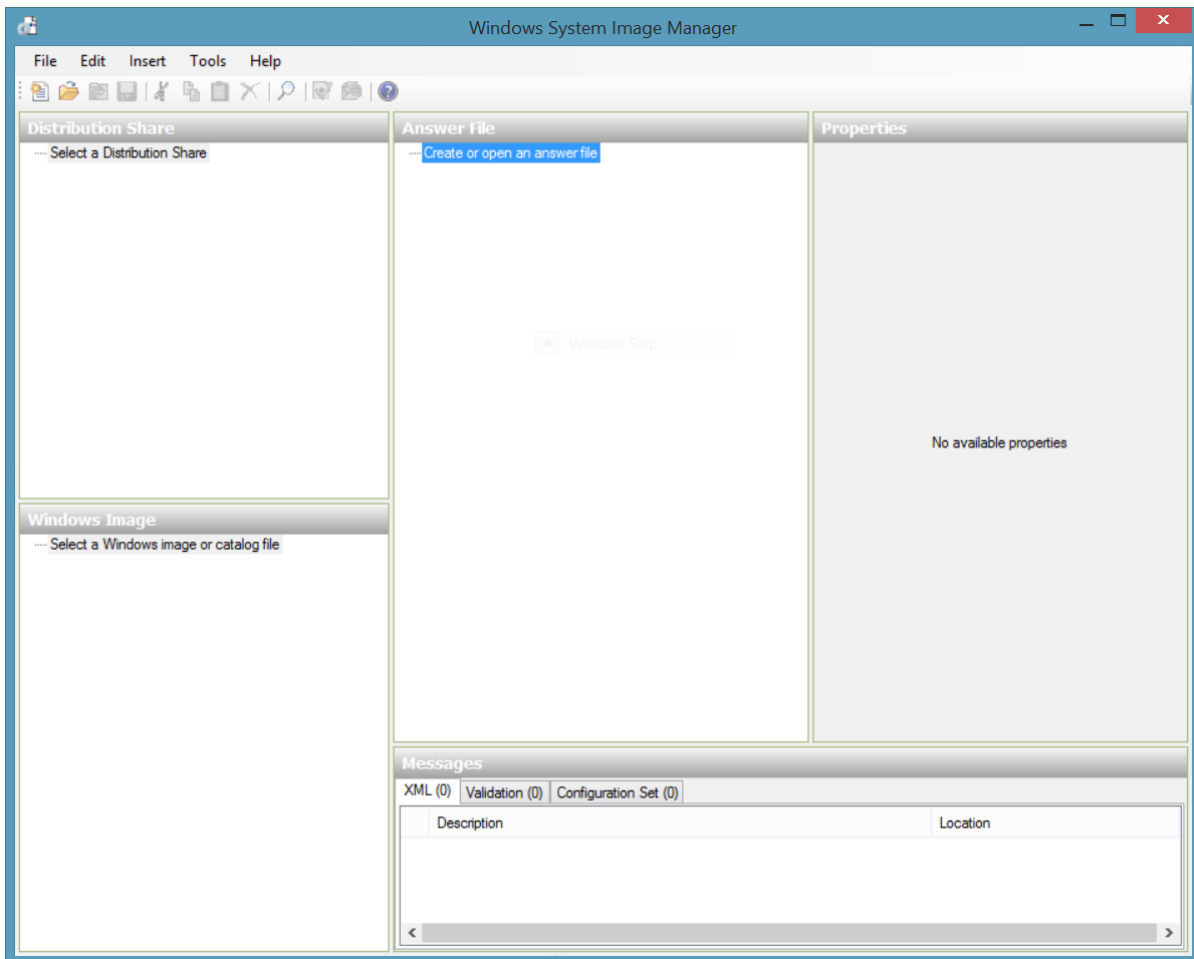 Windows System Image Manager
File Edit Insert Tools Help
Distribution Share
Select a Distribution Share
Answer File
Create or open an answer file
Window Snip
Properties
No available properties
Windows Image
Select a Windows image or catalog file
Messages
XML (0) Validation (0) Configuration Set (0)
Description Location